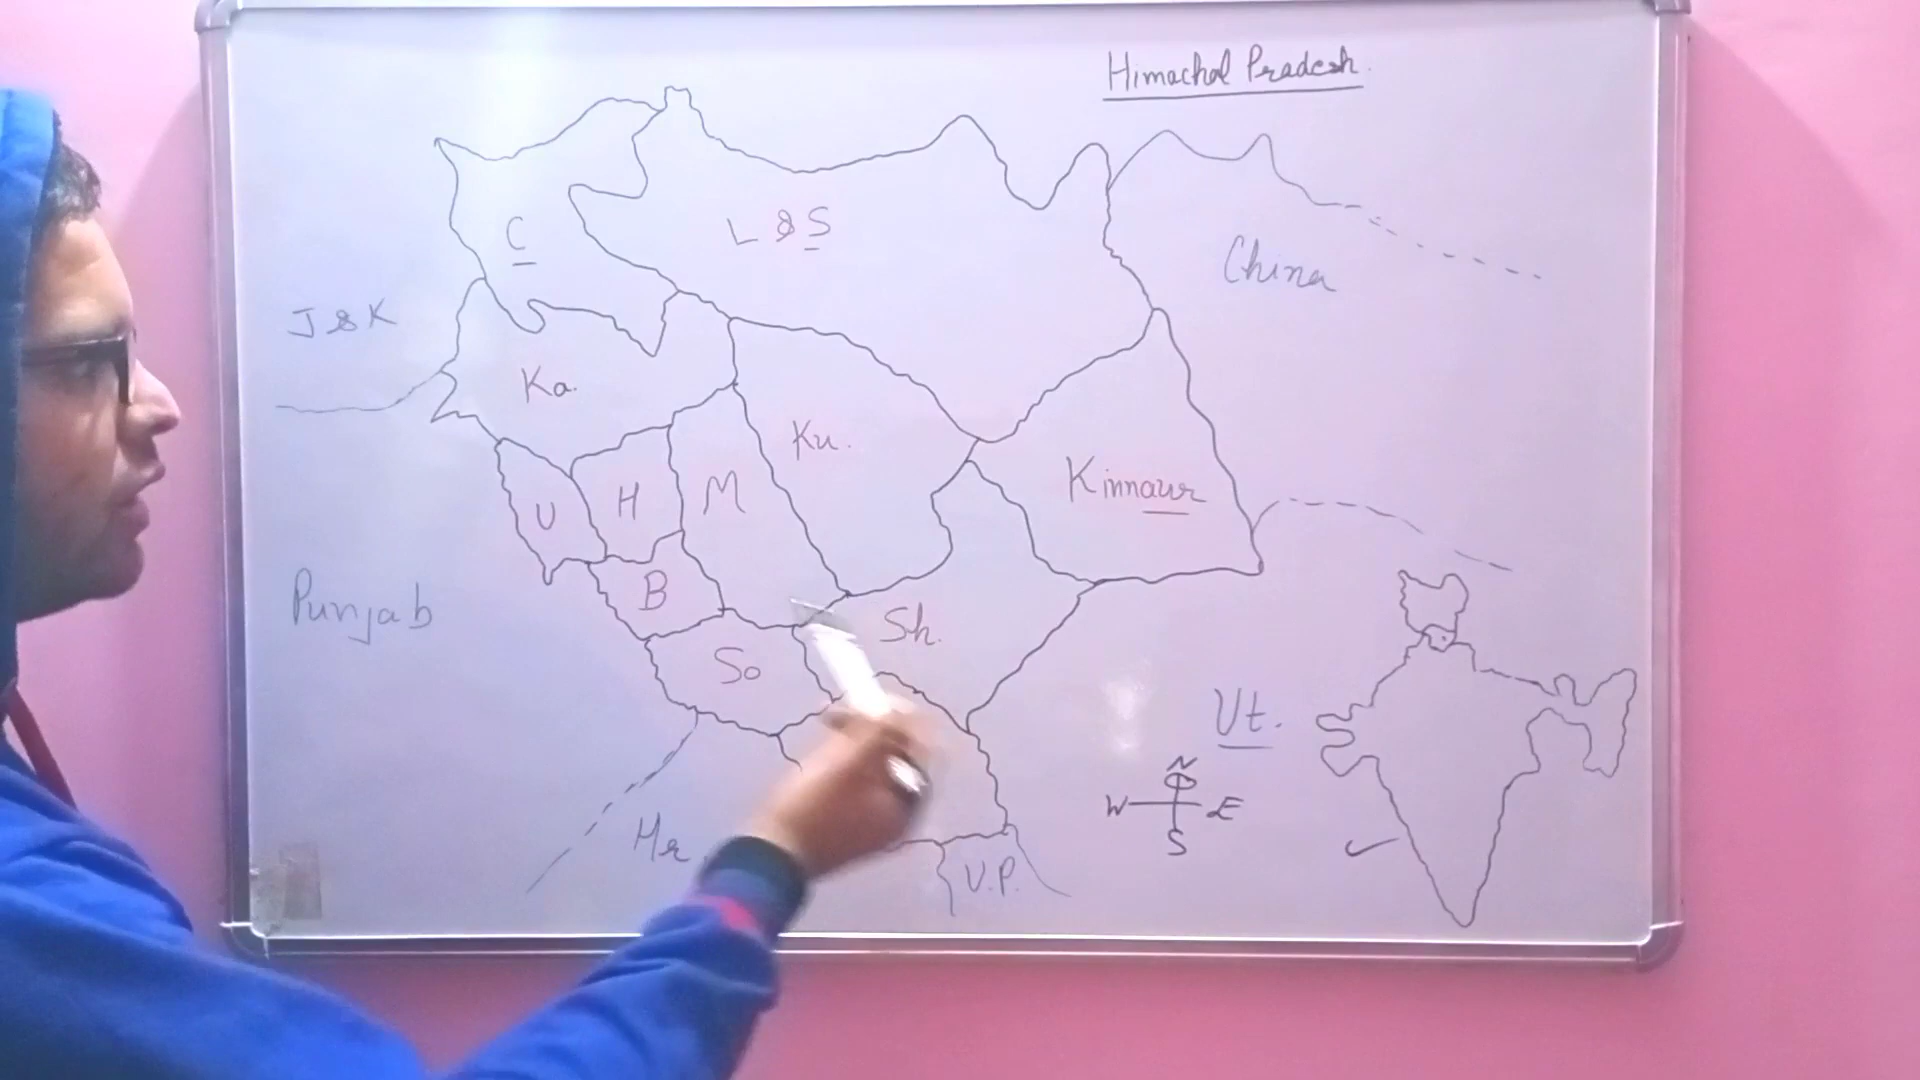 Himachal Pradesh.
C
L & S
China
J & K
Ka.
Ku.
Kinnaur
U
H
M
B
Punjab
Sh.
So
Ut.
N
W
E
S
Hr.
U.P.